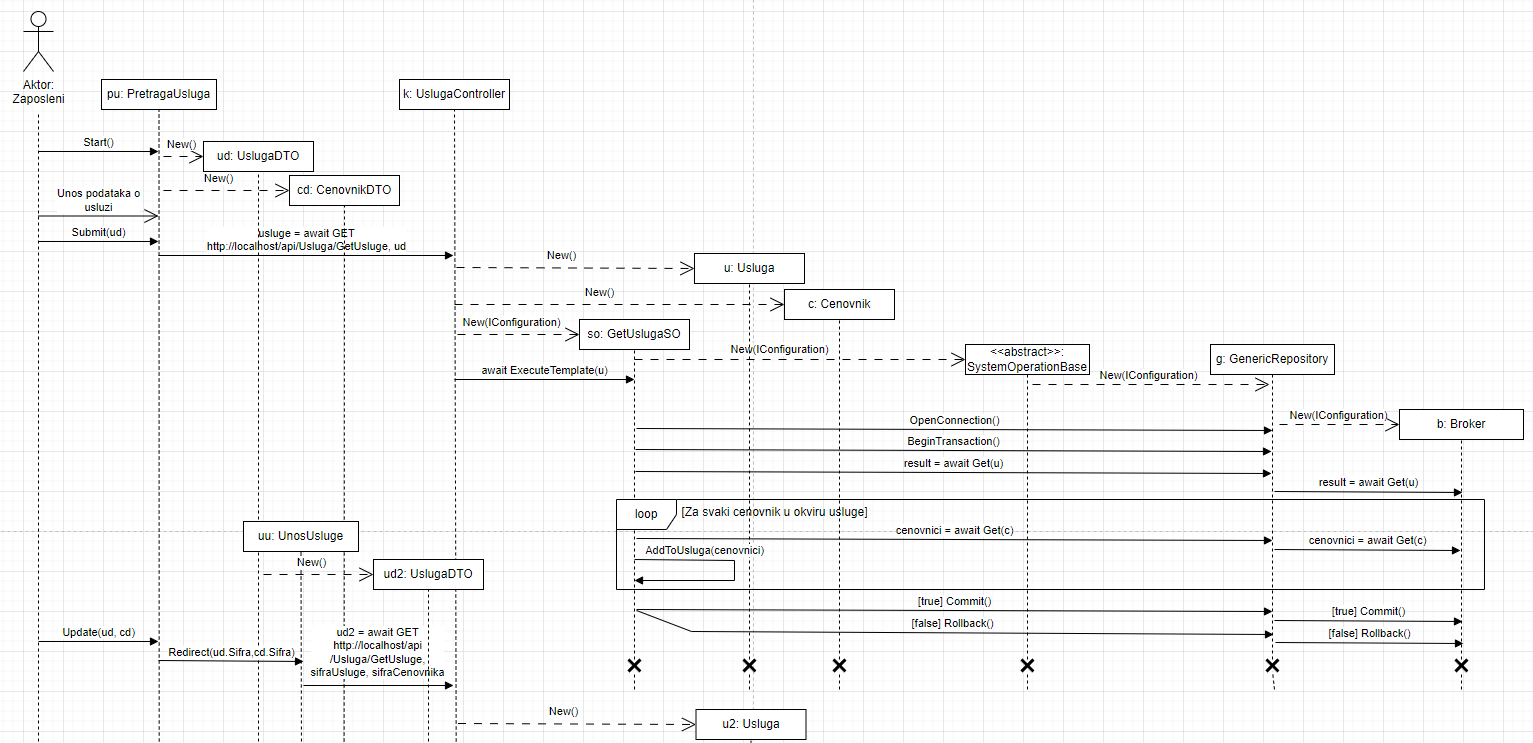 Aktor:
Zaposleni
pu: PretragaUsluga
k: UslugaController
Start()
New()
ud: UslugaDTO
New()
cd: CenovnikDTO
Unos podataka o
usluzi
Submit(ud)
usluge = await GET
http://localhost/api/Usluga/GetUsluge, ud
New()
u: Usluga
New()
c: Cenovnik
New(IConfiguration)
so: GetUslugaSO
New(IConfiguration)
<<abstract>>:
SystemOperationBase
g: GenericRepository
New(IConfiguration)
await ExecuteTemplate(u)
OpenConnection()
New(IConfiguration)
b: Broker
BeginTransaction()
result = await Get(u)
result = await Get(u)
loop
[Za svaki cenovnik u okviru usluge]
cenovnici = await Get(c)
cenovnici = await Get(c)
AddToUsluga(cenovnici)
uu: UnosUsluge
New()
ud2: UslugaDTO
[true] Commit()
[true] Commit()
[false] Rollback()
[false] Rollback()
Update(ud, cd)
Redirect(ud.Sifra,cd.Sifra)
ud2 = await GET
http://localhost/api
/Usluga/GetUsluge,
sifraUsluge, sifraCenovnika
New()
u2: Usluga